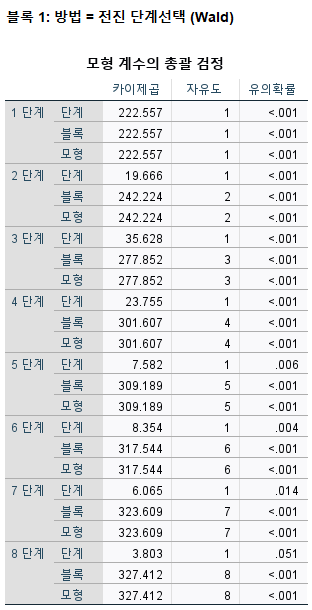 블록 1: 방법 = 전진 단계선택 (Wald)
모형 계수의 총괄 검정
카이제곱 자유도 유의확률
1 단계 단계 222.557 1 <.001
블록 222.557 1 <.001
모형 222.557 1 <.001
2 단계 단계 19.666 1 <.001
블록 242.224 2 <.001
모형 242.224 2 <.001
3 단계 단계 35.628 1 <.001
블록 277.852 3 <.001
모형 277.852 3 <.001
4 단계 단계 23.755 1 <.001
블록 301.607 4 <.001
모형 301.607 4 <.001
5 단계 단계 7.582 1 .006
블록 309.189 5 <.001
모형 309.189 5 <.001
6 단계 단계 8.354 1 .004
블록 317.544 6 <.001
모형 317.544 6 <.001
7 단계 단계 6.065 1 .014
블록 323.609 7 <.001
모형 323.609 7 <.001
8 단계 단계 3.803 1 .051
블록 327.412 8 <.001
모형 327.412 8 <.001